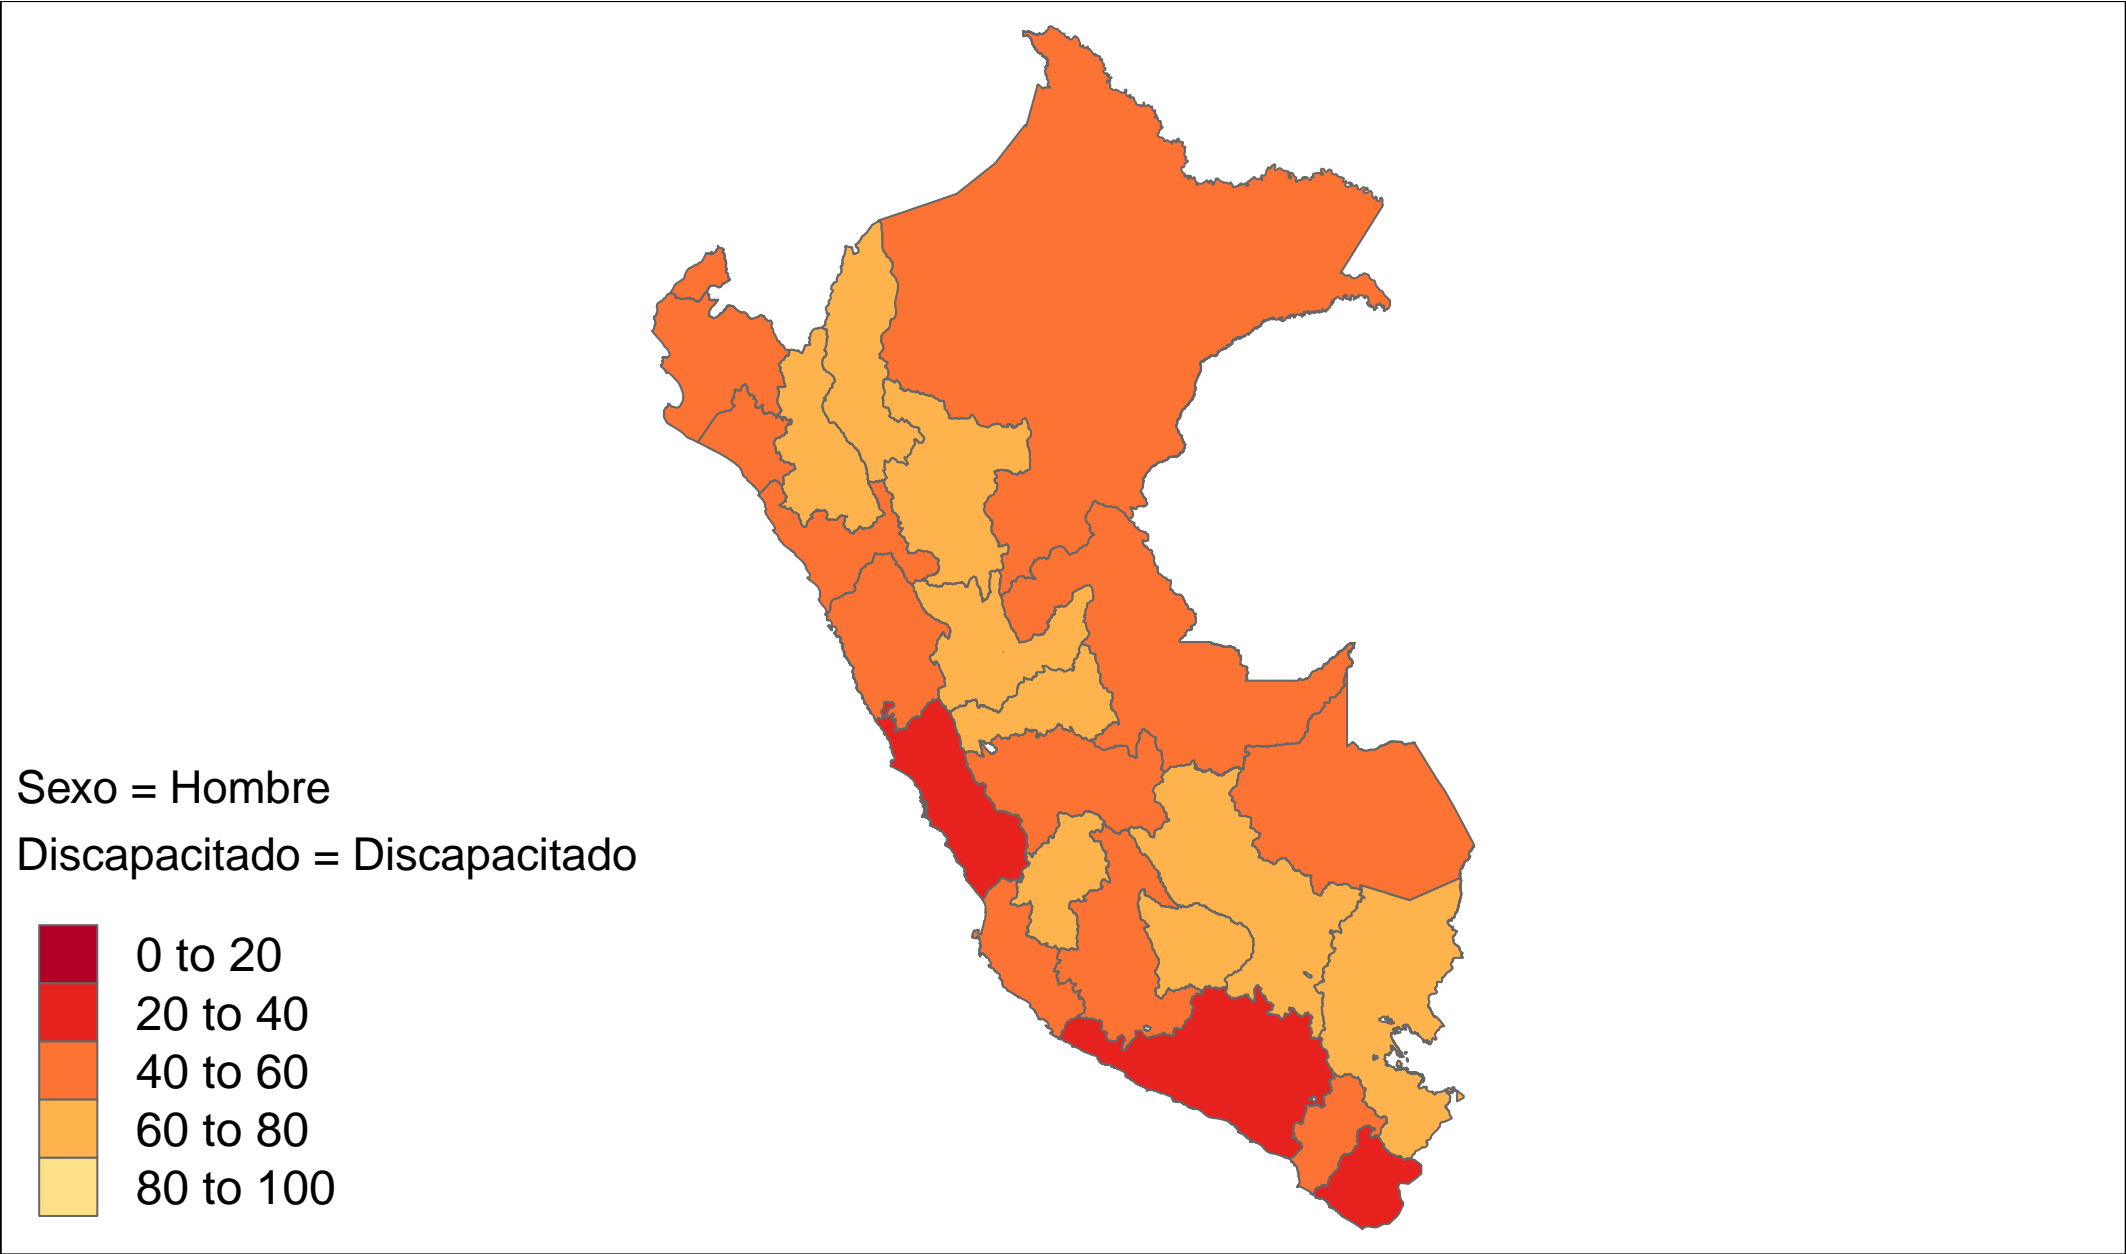 Sexo = Hombre
Discapacitado = Discapacitado
0 to 20
20 to 40
40 to 60
60 to 80
80 to 100